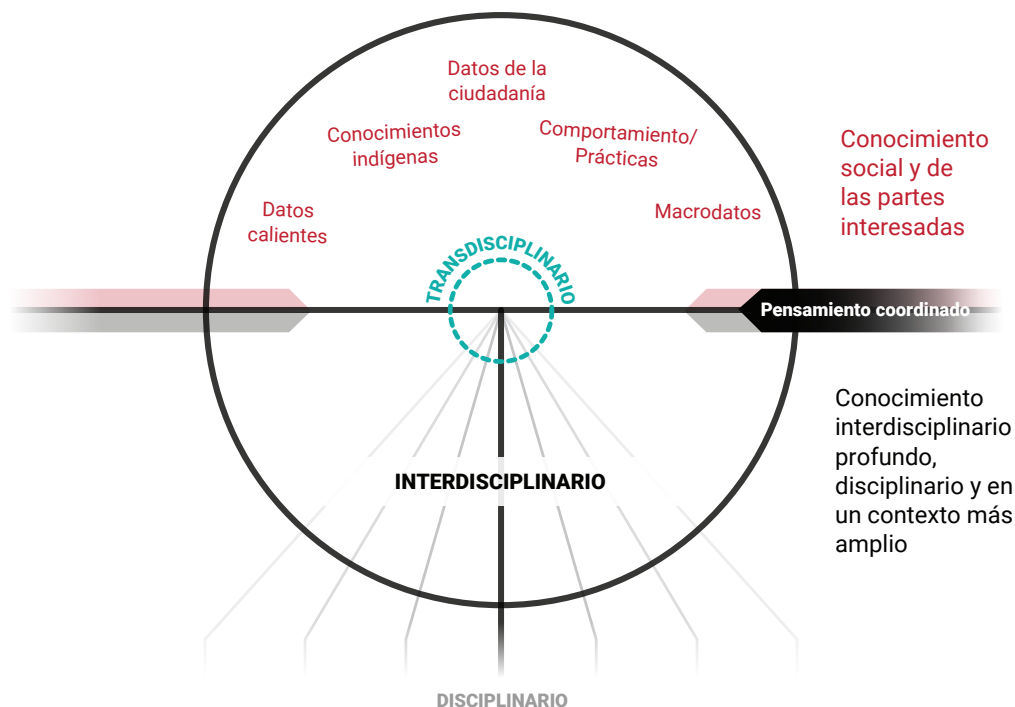 Datos de la
ciudadanía
Conocimientos
indígenas
Comportamiento/
Prácticas
Datos
calientes
Macrodatos
Conocimiento
social y de
las partes
interesadas
TRANSDISCIPLINARIO
Pensamiento coordinado
Conocimiento
interdisciplinario
profundo,
disciplinario y en
un contexto más
amplio
INTERDISCIPLINARIO
DISCIPLINARIO